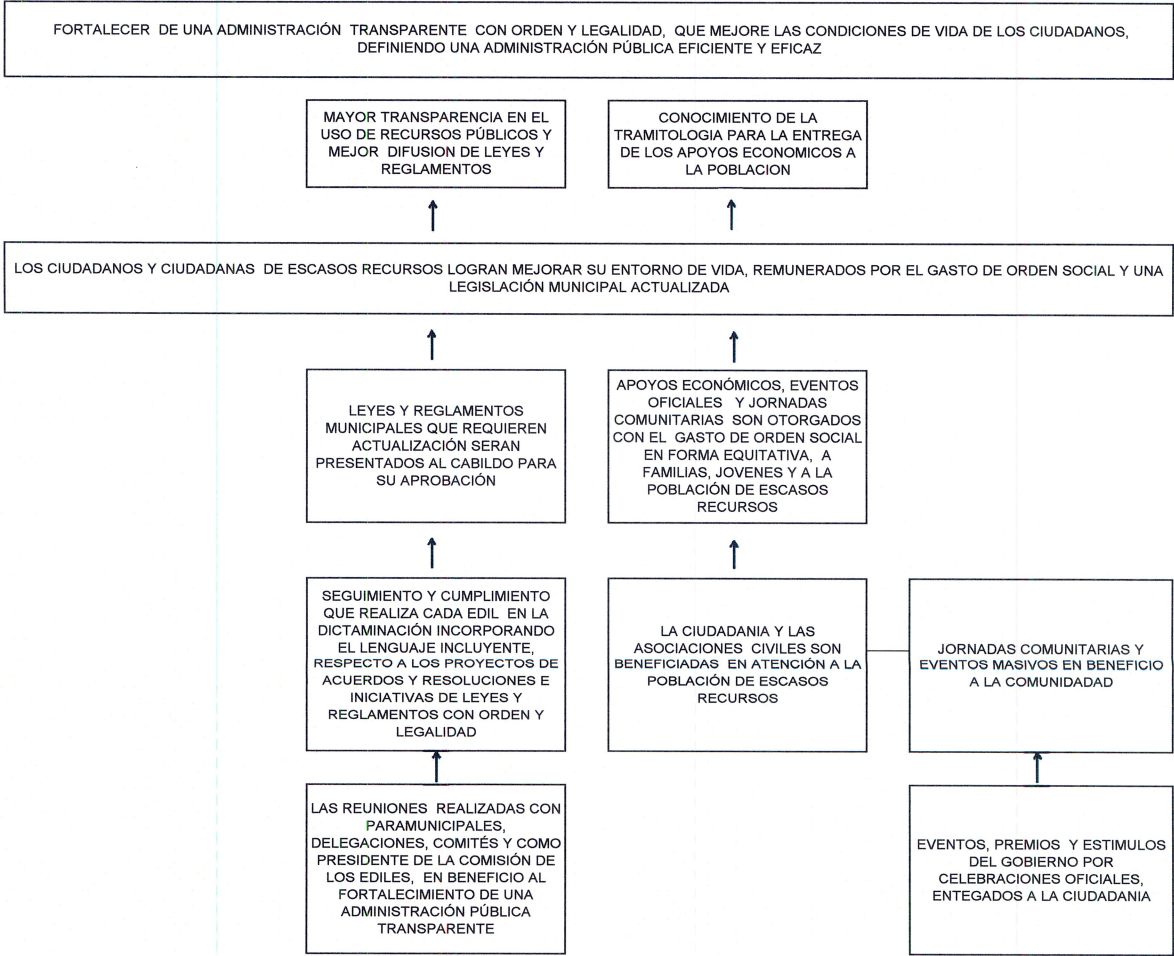 FORTALECER DE UNA ADMINISTRACIÓN TRANSPARENTE CON ORDEN Y LEGALIDAD, QUE MEJORE LAS CONDICIONES DE VIDA DE LOS CIUDADANOS,
DEFINIENDO UNA ADMINISTRACIÓN PÚBLICA EFICIENTE Y EFICAZ
MAYOR TRANSPARENCIA EN EL
USO DE RECURSOS PÚBLICOS Y
MEJOR DIFUSION DE LEYES Y
REGLAMENTOS
CONOCIMIENTO DE LA
TRAMITOLOGIA PARA LA ENTREGA
DE LOS APOYOS ECONOMICOS A
LA POBLACION
LOS CIUDADANOS Y CIUDADANAS DE ESCASOS RECURSOS LOGRAN MEJORAR SU ENTORNO DE VIDA, REMUNERADOS POR EL GASTO DE ORDEN SOCIAL Y UNA
LEGISLACIÓN MUNICIPAL ACTUALIZADA
LEYES Y REGLAMENTOS
MUNICIPALES QUE REQUIEREN
ACTUALIZACIÓN SERAN
PRESENTADOS AL CABILDO PARA
SU APROBACIÓN
APOYOS ECONÓMICOS, EVENTOS
OFICIALES Y JORNADAS
COMUNITARIAS SON OTORGADOS
CON EL GASTO DE ORDEN SOCIAL
EN FORMA EQUITATIVA, A
FAMILIAS, JOVENES Y A LA
POBLACIÓN DE ESCASOS
RECURSOS
SEGUIMIENTO Y CUMPLIMIENTO
QUE REALIZA CADA EDIL EN LA
DICTAMINACIÓN INCORPORANDO
EL LENGUAJE INCLUYENTE,
RESPECTO A LOS PROYECTOS DE
ACUERDOS Y RESOLUCIONES E
INICIATIVAS DE LEYES Y
REGLAMENTOS CON ORDEN Y
LEGALIDAD
LA CIUDADANIA Y LAS
ASOCIACIONES CIVILES SON
BENEFICIADAS EN ATENCIÓN A LA
POBLACIÓN DE ESCASOS
RECURSOS
JORNADAS COMUNITARIAS Y
EVENTOS MASIVOS EN BENEFICIO
A LA COMUNIDADAD
LAS REUNIONES REALIZADAS CON
PARAMUNICIPALES,
DELEGACIONES, COMITÉS Y COMO
PRESIDENTE DE LA COMISIÓN DE
LOS EDILES, EN BENEFICIO AL
FORTALECIMIENTO DE UNA
ADMINISTRACIÓN PÚBLICA
TRANSPARENTE
EVENTOS, PREMIOS Y ESTIMULOS
DEL GOBIERNO POR
CELEBRACIONES OFICIALES,
ENTEGADOS A LA CIUDADANIA